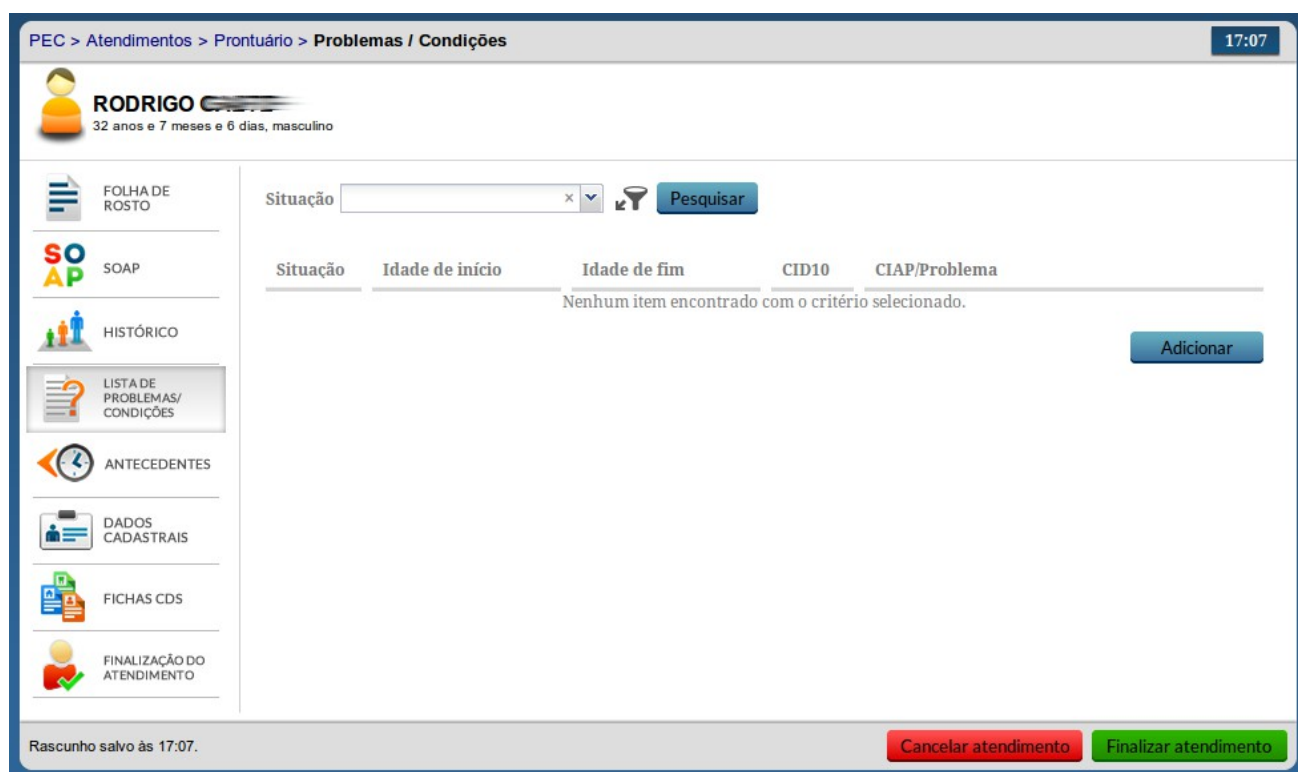 PEC > Atendimentos > Prontuário > Problemas / Condições
17:07
RODRIGO
32 anos e 7 meses e 6 dias, masculino
FOLHA DE
ROSTO
SOAP
SOAP
HISTÓRICO
LISTA DE
PROBLEMAS/
CONDIÇÕES
ANTECEDENTES
DADOS
CADASTRAIS
FICHAS CDS
FINALIZAÇÃO DO
ATENDIMENTO
Situação × Pesquisar
Situação Idade de início Idade de fim CID10 CIAP/Problema
Nenhum item encontrado com o critério selecionado.
Adicionar
Rascunho salvo às 17:07.
Cancelar atendimento Finalizar atendimento